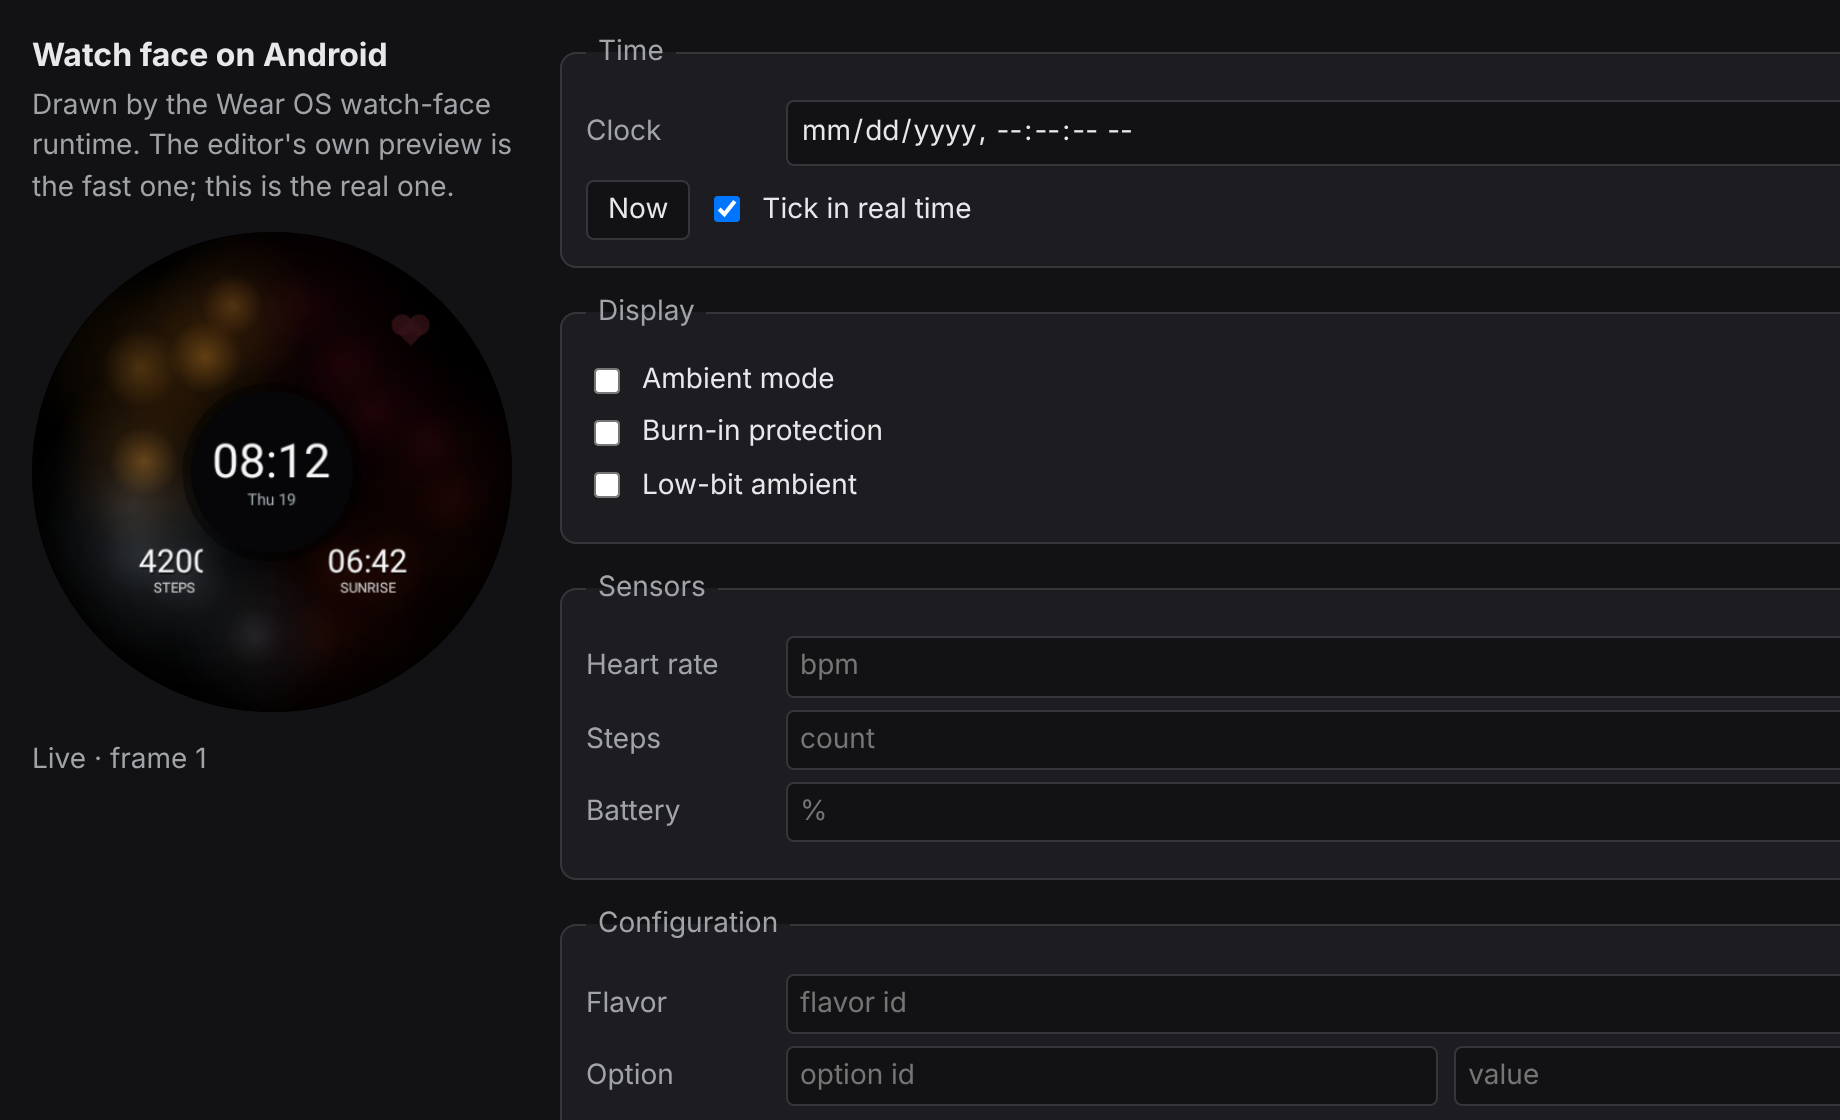 Watch face on Android
Drawn by the Wear OS watch-face
runtime. The editor's own preview is
the fast one; this is the real one.
08:12
Thu 19
4200
STEPS
06:42
SUNRISE
Live · frame 1
Time
Clock
mm/dd/yyyy, --:--:-- --
Now
Tick in real time
Display
Ambient mode
Burn-in protection
Low-bit ambient
Sensors
Heart rate
bpm
Steps
count
Battery
%
Configuration
Flavor
flavor id
Option
option id
value